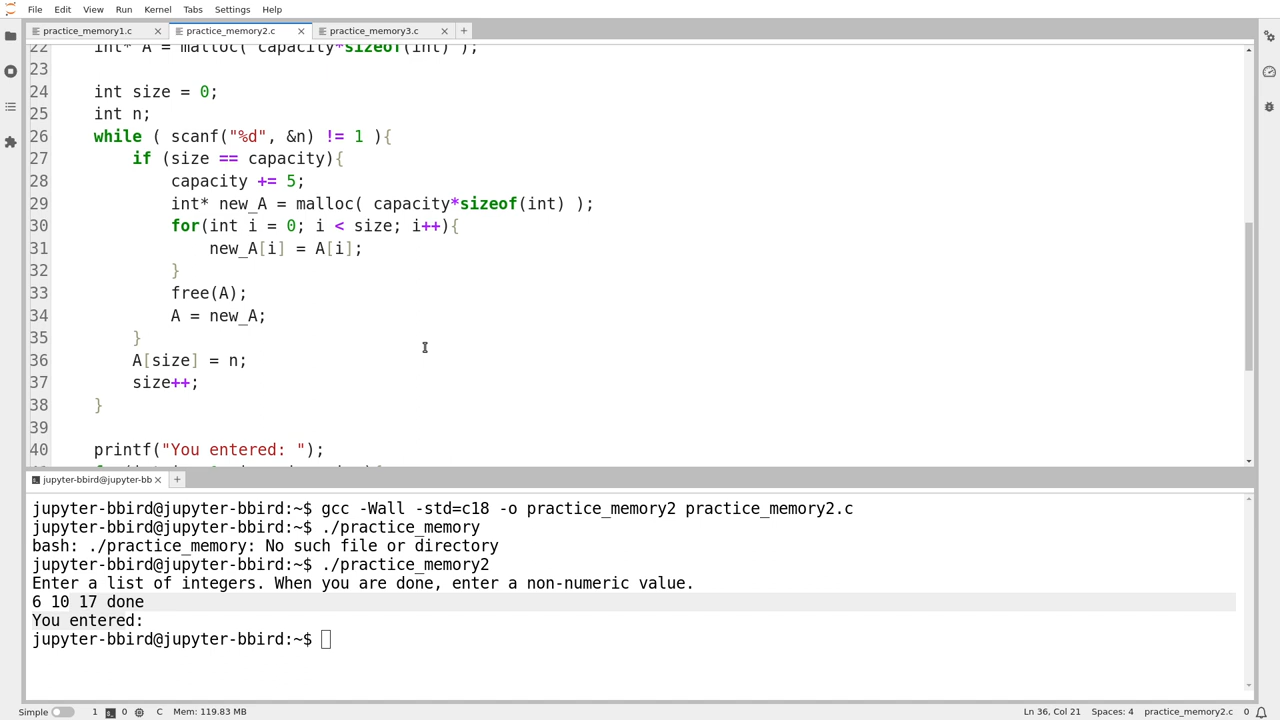 File Edit View Run Kernel Tabs Settings Help
practice_memory1.c practice_memory2.c practice_memory3.c
22 int* A = malloc( capacity*sizeof(int) );
23
24 int size = 0;
25 int n;
26 while ( scanf("%d", &n) != 1 ){
27 if (size == capacity){
28 capacity += 5;
29 int* new_A = malloc( capacity*sizeof(int) );
30 for(int i = 0; i < size; i++){
31 new_A[i] = A[i];
32 }
33 free(A);
34 A = new_A;
35 }
36 A[size] = n;
37 size++;
38 }
39
40 printf("You entered: ");
jupyter-bbird@jupyter-bb
jupyter-bbird@jupyter-bbird:~$ gcc -Wall -std=c18 -o practice_memory2 practice_memory2.c
jupyter-bbird@jupyter-bbird:~$ ./practice_memory
bash: ./practice_memory: No such file or directory
jupyter-bbird@jupyter-bbird:~$ ./practice_memory2
Enter a list of integers. When you are done, enter a non-numeric value.
6 10 17 done
You entered:
jupyter-bbird@jupyter-bbird:~$
Simple 1 0 C Mem: 119.83 MB Ln 36, Col 21 Spaces: 4 practice_memory2.c 0